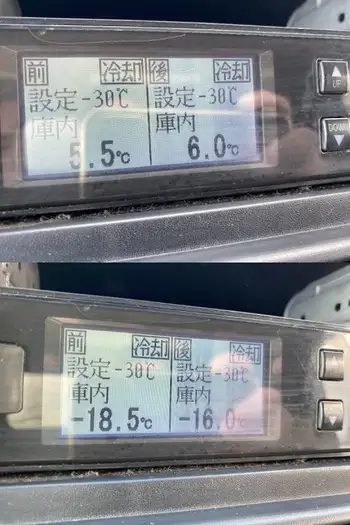 前 冷却 後 冷却
設定-30℃ 設定-30℃
庫内 庫内
5.5℃ 6.0℃
UP
DOWN
前 冷却 後 冷却
設定-30℃ 設定-30℃
庫内 庫内
-18.5℃ -16.0℃